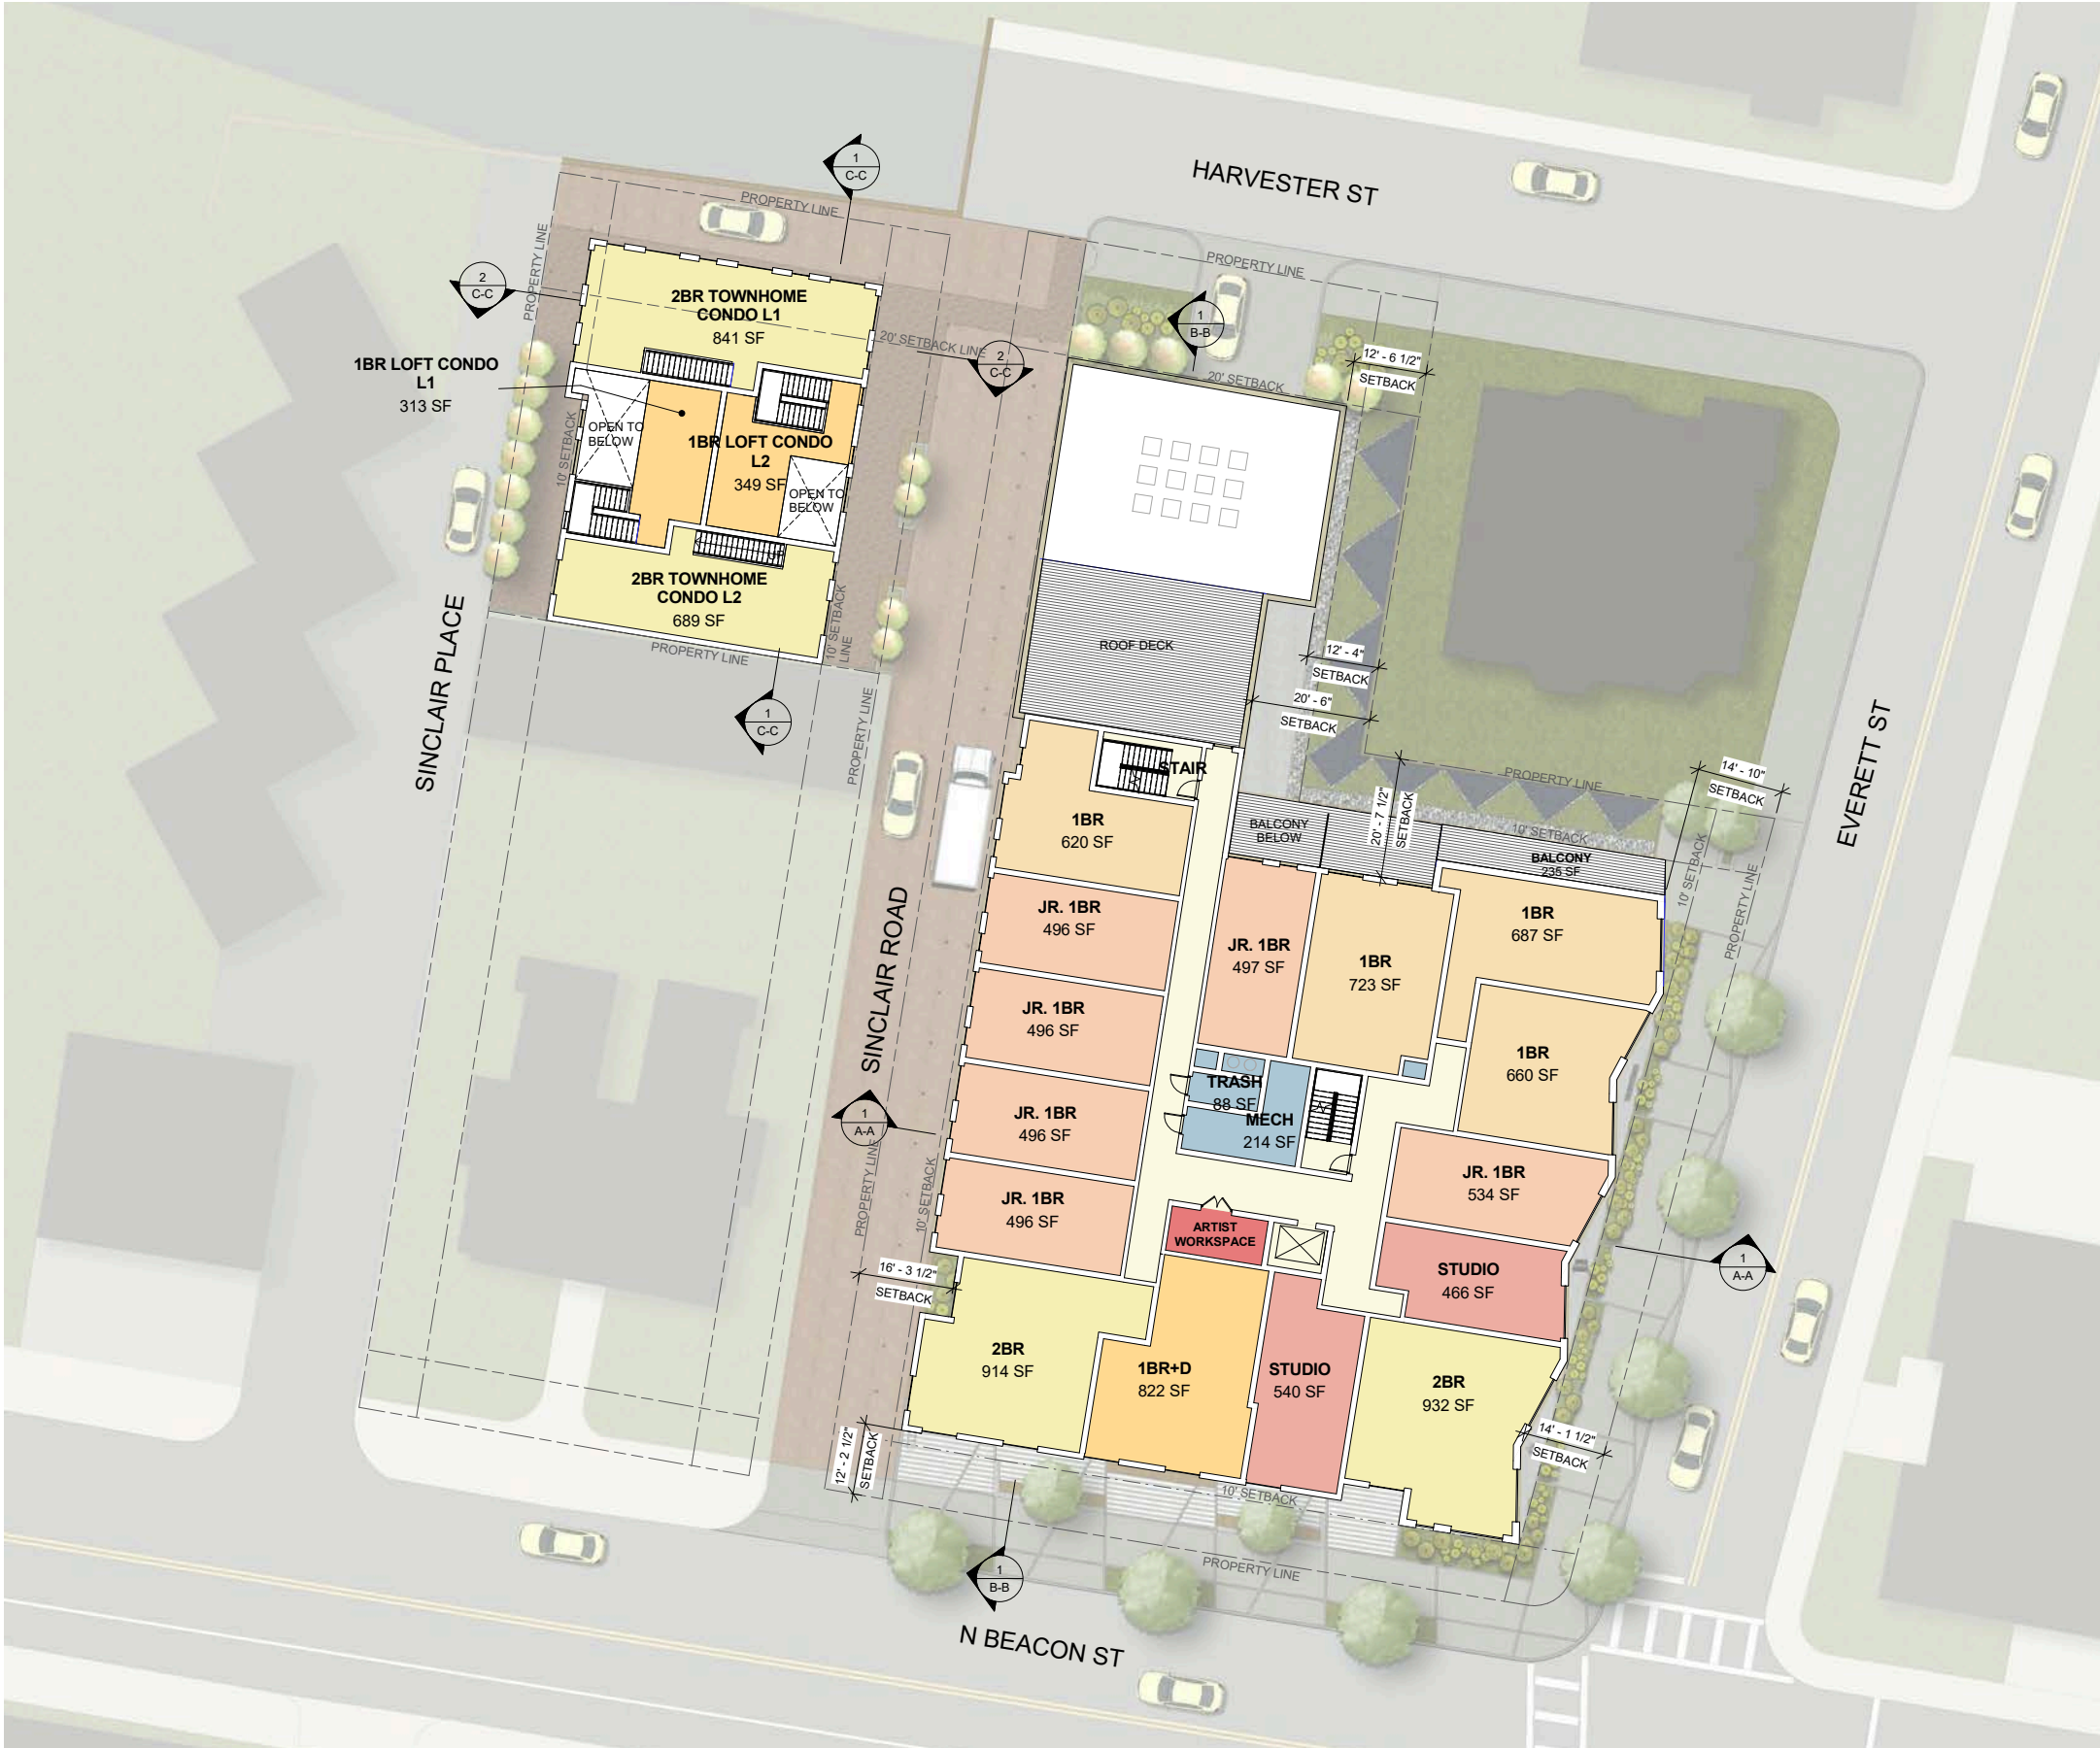 HARVESTER ST
1
C-C
PROPERTY LINE
PROPERTY LINE
PROPERTY LINE
2
C-C
2BR TOWNHOME
CONDO L1
841 SF
20' SETBACK LINE
2
C-C
1
B-B
20' SETBACK
12' - 6 1/2"
SETBACK
1BR LOFT CONDO
L1
313 SF
OPEN TO
BELOW
10' SETBACK
1BR LOFT CONDO
L2
349 SF
OPEN TO
BELOW
2BR TOWNHOME
CONDO L2
689 SF
10' SETBACK
LINE
PROPERTY LINE
1
C-C
PROPERTY LINE
SINCLAIR PLACE
SINCLAIR ROAD
EVERETT ST
ROOF DECK
12' - 4"
SETBACK
20' - 6"
SETBACK
PROPERTY LINE
14' - 10"
SETBACK
20' - 7 1/2"
SETBACK
10' SETBACK
10' SETBACK
PROPERTY LINE
STAIR
BALCONY
BELOW
BALCONY
235 SF
1BR
620 SF
JR. 1BR
496 SF
JR. 1BR
496 SF
JR. 1BR
496 SF
JR. 1BR
496 SF
JR. 1BR
497 SF
1BR
723 SF
1BR
687 SF
1BR
660 SF
TRASH
88 SF
MECH
214 SF
JR. 1BR
534 SF
STUDIO
466 SF
ARTIST
WORKSPACE
1
A-A
PROPERTY LINE
10' SETBACK
1
A-A
16' - 3 1/2"
SETBACK
2BR
914 SF
1BR+D
822 SF
STUDIO
540 SF
2BR
932 SF
14' - 1 1/2"
SETBACK
12' - 2 1/2"
SETBACK
10' SETBACK
PROPERTY LINE
1
B-B
N BEACON ST